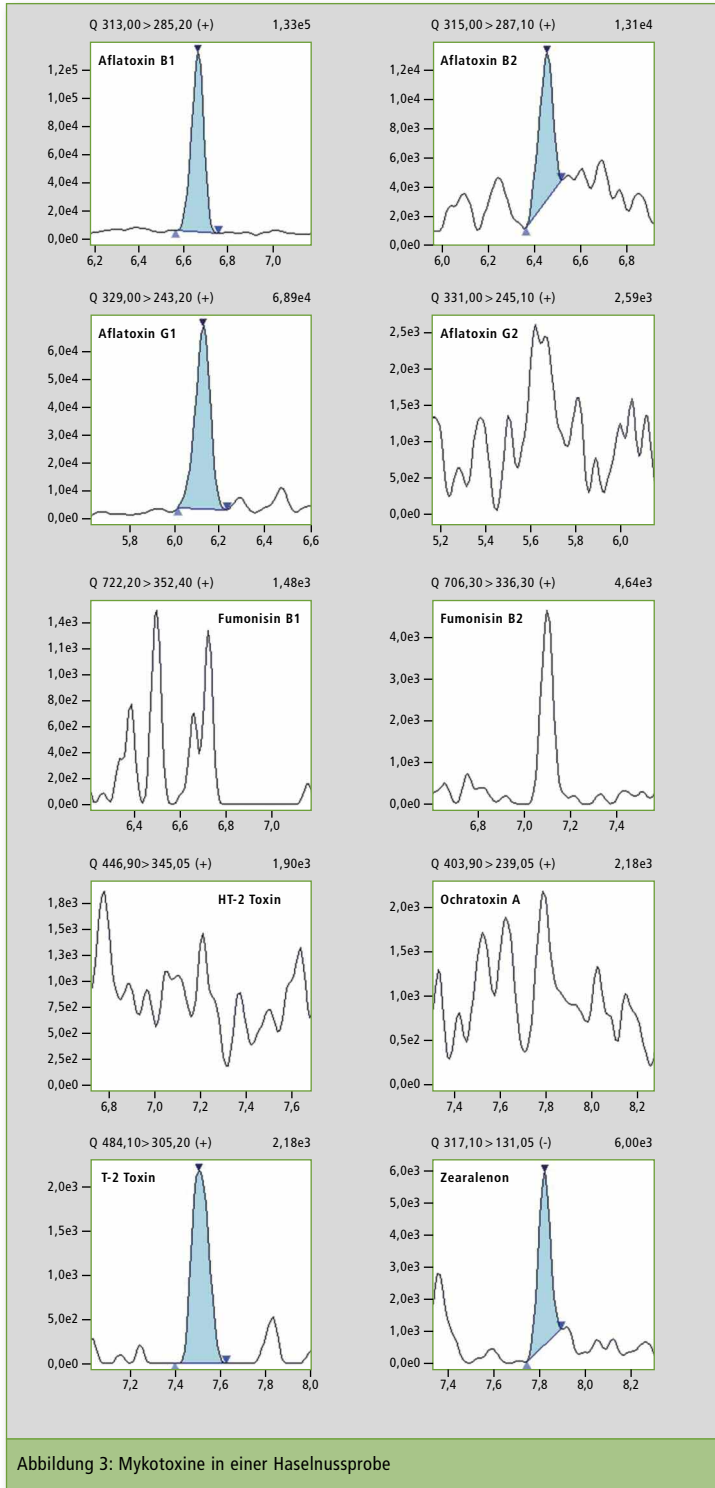 Q 313,00>285,20 (+) 1,33e5
Aflatoxin B1
1,2e5
1,0e5
8,0e4
6,0e4
4,0e4
2,0e4
0,0e0
6,2 6,4 6,6 6,8 7,0
Q 315,00>287,10 (+) 1,31e4
Aflatoxin B2
1,2e4
1,0e4
8,0e3
6,0e3
4,0e3
2,0e3
0,0e0
6,0 6,2 6,4 6,6 6,8
Q 329,00>243,20 (+) 6,89e4
Aflatoxin G1
6,0e4
5,0e4
4,0e4
3,0e4
2,0e4
1,0e4
0,0e0
5,8 6,0 6,2 6,4 6,6
Q 331,00>245,10 (+) 2,59e3
Aflatoxin G2
2,5e3
2,0e3
1,5e3
1,0e3
5,0e2
0,0e0
5,2 5,4 5,6 5,8 6,0
Q 722,20>352,40 (+) 1,48e3
Fumonisin B1
1,4e3
1,1e3
1,0e3
8,0e2
6,0e2
4,0e2
2,0e2
0,0e0
6,4 6,6 6,8 7,0
Q 706,30>336,30 (+) 4,64e3
Fumonisin B2
4,0e3
3,0e3
2,0e3
1,0e3
0,0e0
6,8 7,0 7,2 7,4
Q 446,90>345,05 (+) 1,90e3
HT-2 Toxin
1,8e3
1,5e3
1,3e3
1,0e3
7,5e2
5,0e2
2,5e2
0,0e0
6,8 7,0 7,2 7,4 7,6
Q 403,90>239,05 (+) 2,18e3
Ochratoxin A
2,0e3
1,5e3
1,0e3
0,5e2
0,0e0
7,4 7,6 7,8 8,0 8,2
Q 484,10>305,20 (+) 2,18e3
T-2 Toxin
2,0e3
1,5e3
1,0e3
5,0e2
0,0e0
7,2 7,4 7,6 7,8 8,0
Q 317,10>131,05 (-) 6,00e3
Zearalenon
6,0e3
5,0e3
4,0e3
3,0e3
2,0e3
1,0e3
0,0e0
7,4 7,6 7,8 8,0 8,2
Abbildung 3: Mykotoxine in einer Haselnussprobe